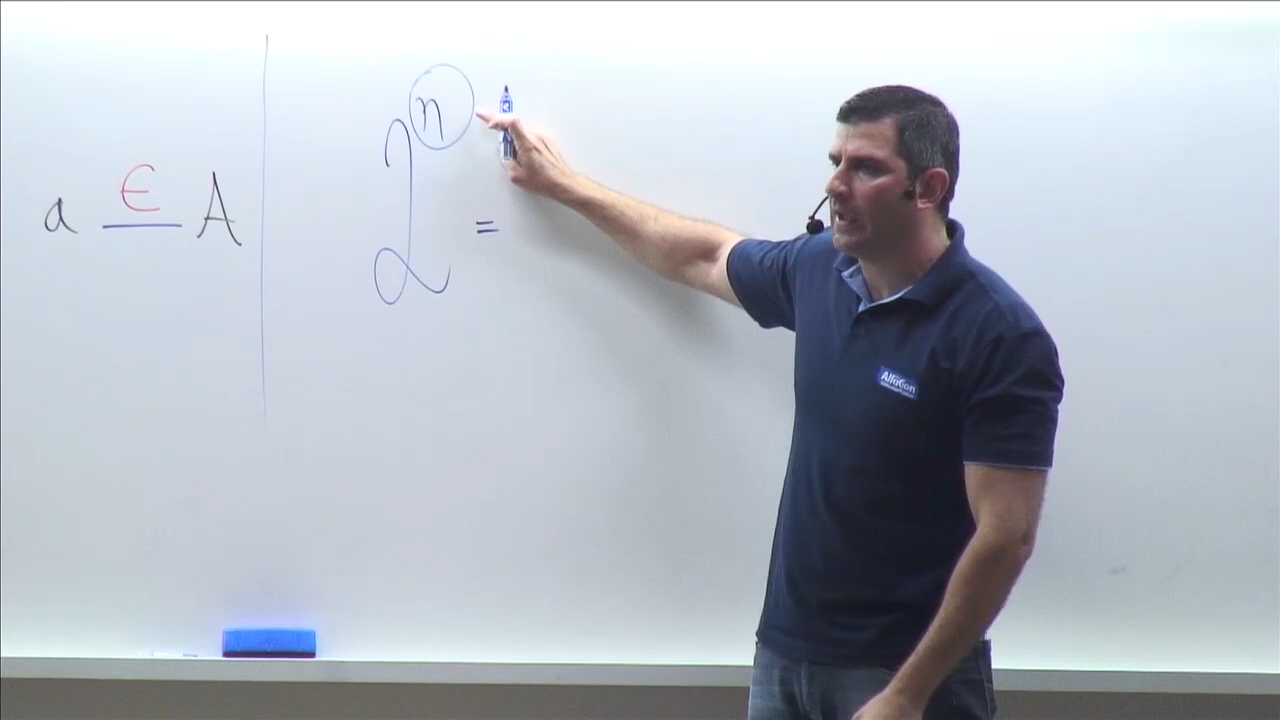 a ∈ A
2ⁿ =
AlfaCon